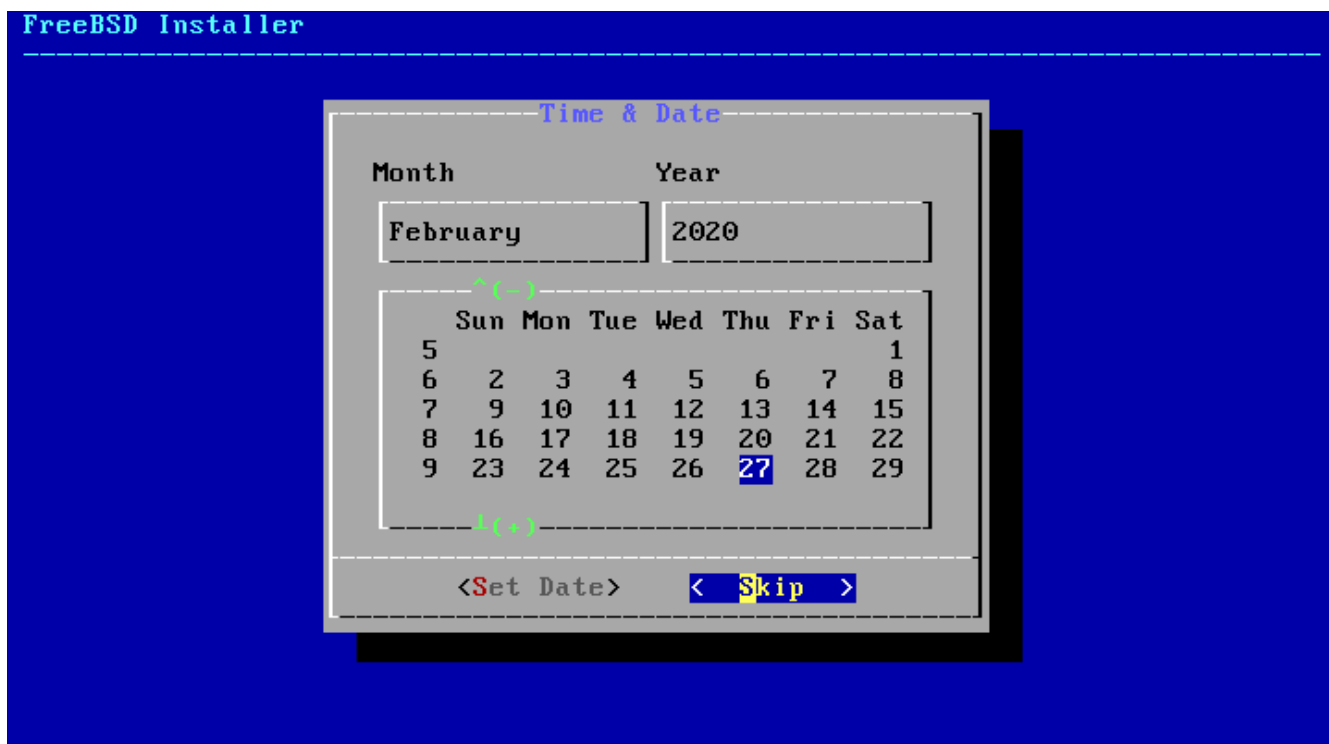 FreeBSD Installer
Time & Date
Month Year
February 2020
^(-)
Sun Mon Tue Wed Thu Fri Sat
5 1
6 2 3 4 5 6 7 8
7 9 10 11 12 13 14 15
8 16 17 18 19 20 21 22
9 23 24 25 26 27 28 29
┴(+)
<Set Date> < Skip >